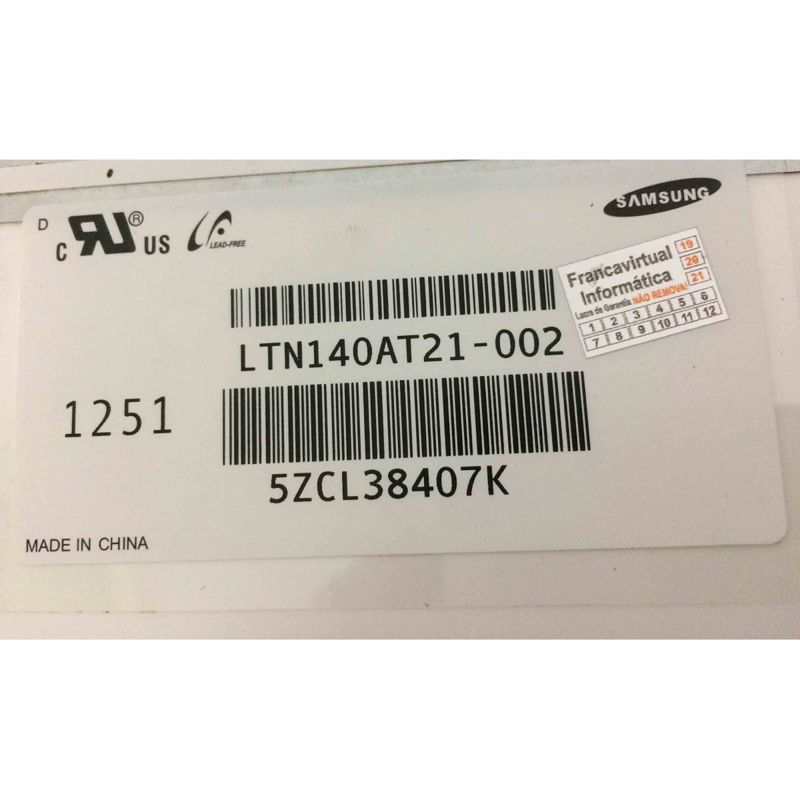 D
c RU ® US
LEAD-FREE
SAMSUNG
Francavirtual
Informática
Lacre de Garantia NÃO REMOVA!
19
20
21
1 2 3 4 5 6
7 8 9 10 11 12
LTN140AT21-002
1251
5ZCL38407K
MADE IN CHINA